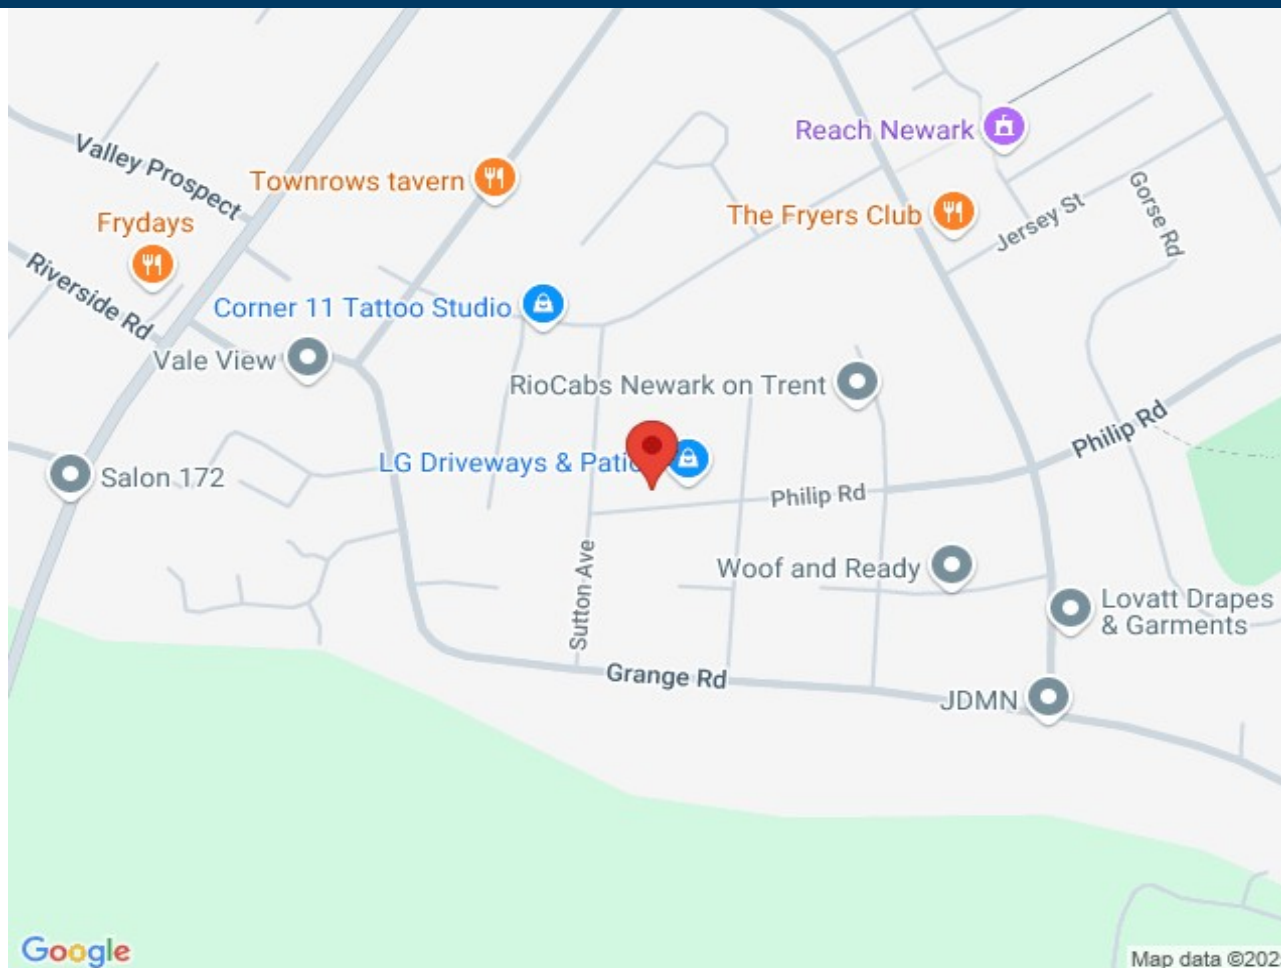 Reach Newark
Valley Prospect
Townrows tavern
The Fryers Club
Jersey St
Gorse Rd
Frydays
Riverside Rd
Corner 11 Tattoo Studio
Vale View
RioCabs Newark on Trent
Philip Rd
LG Driveways &
Salon 172
Philip Rd
Sutton Ave
Woof and Ready
Lovatt Drapes
& Garments
Grange Rd
JDMN
Google
Map data